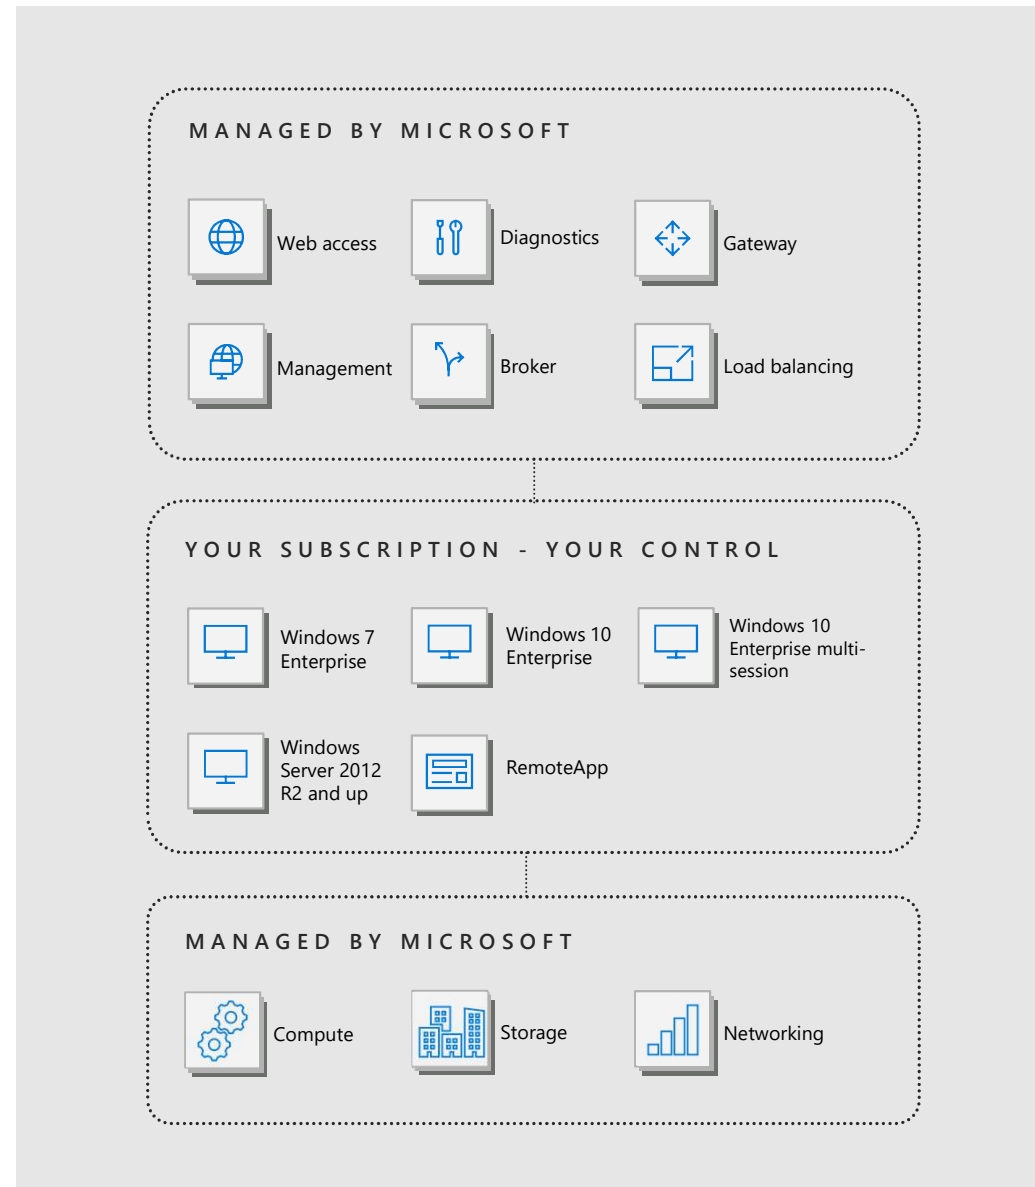 MANAGED BY MICROSOFT
Web access
Diagnostics
Gateway
Management
Broker
Load balancing
YOUR SUBSCRIPTION - YOUR CONTROL
Windows 7
Enterprise
Windows 10
Enterprise
Windows 10
Enterprise multi-
session
Windows
Server 2012
R2 and up
RemoteApp
MANAGED BY MICROSOFT
Compute
Storage
Networking